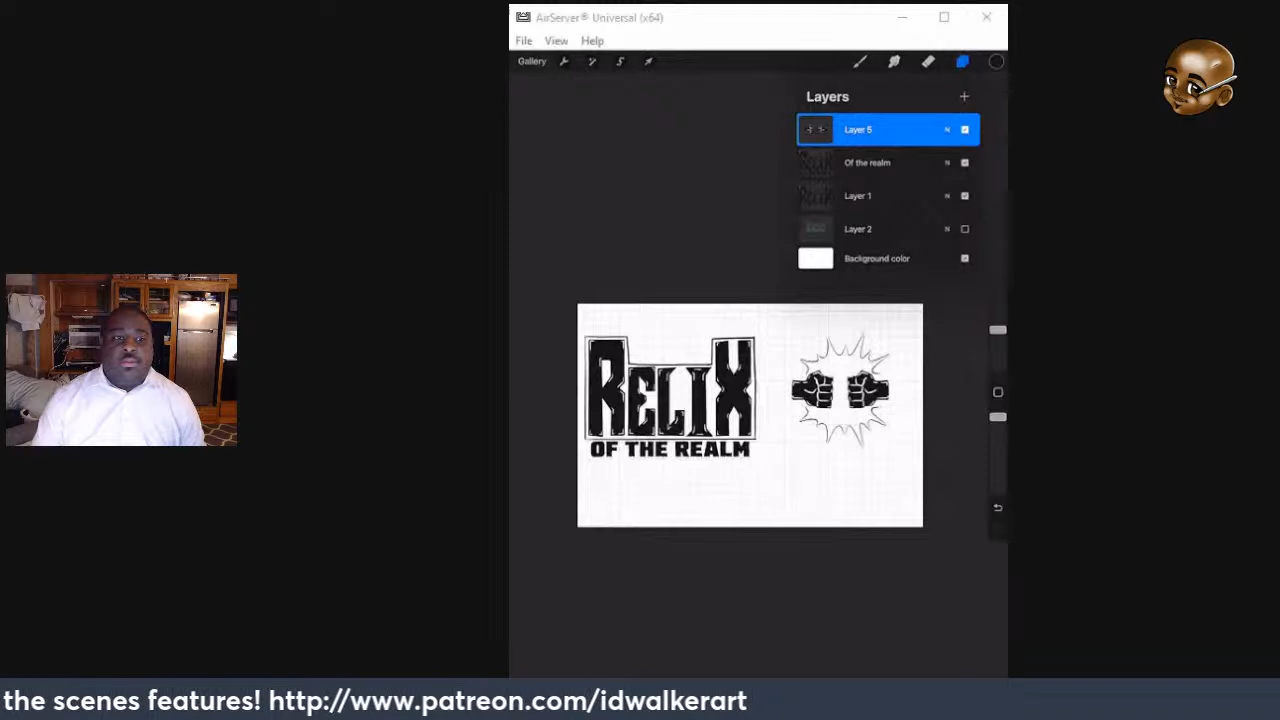 AirServer® Universal (x64)
File View Help
Gallery
Layers
Layer 5 N
Of the realm N
Layer 1 N
Layer 2 N
Background color
RELIX
OF THE REALM
the scenes features! http://www.patreon.com/idwalkerart